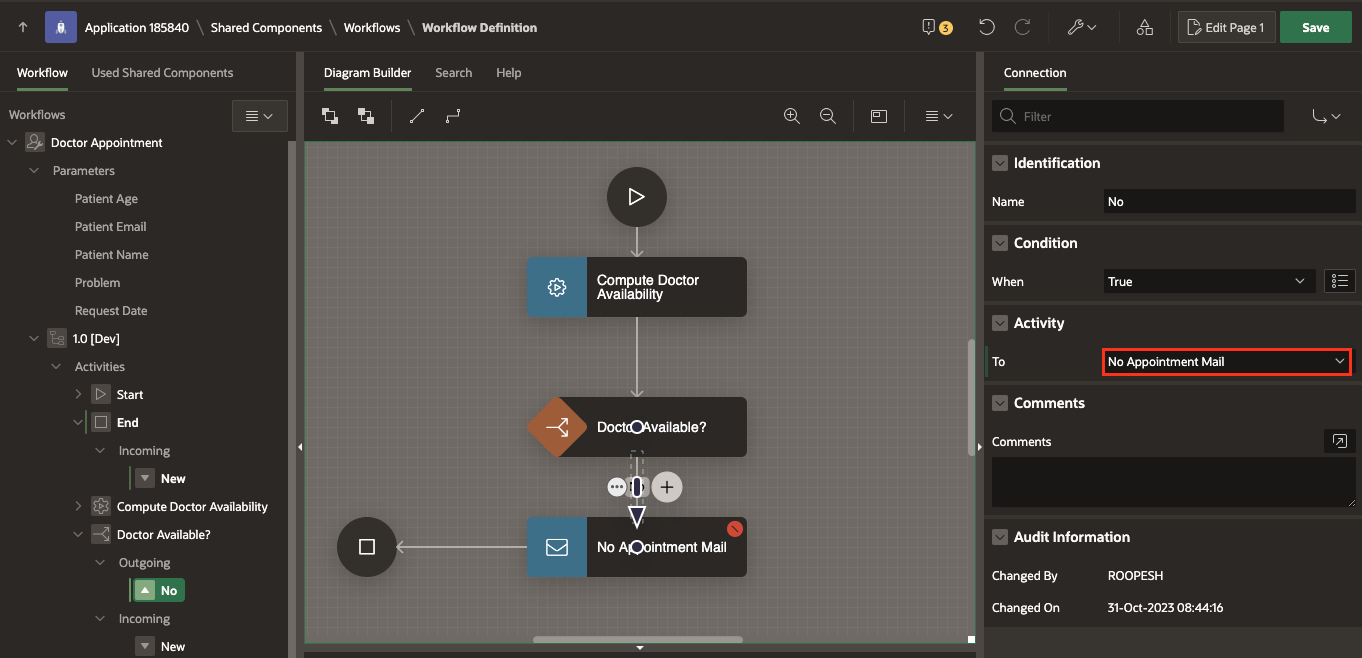 Application 185840 \ Shared Components \ Workflows \ Workflow Definition
3
Edit Page 1
Save
Workflow
Used Shared Components
Workflows
Doctor Appointment
Parameters
Patient Age
Patient Email
Patient Name
Problem
Request Date
1.0 [Dev]
Activities
Start
End
Incoming
New
Compute Doctor Availability
Doctor Available?
Outgoing
No
Incoming
New
Diagram Builder
Search
Help
Compute Doctor
Availability
Doctor Available?
No Appointment Mail
Connection
Filter
Identification
Name
No
Condition
When
True
Activity
To
No Appointment Mail
Comments
Comments
Audit Information
Changed By
ROOPESH
Changed On
31-Oct-2023 08:44:16